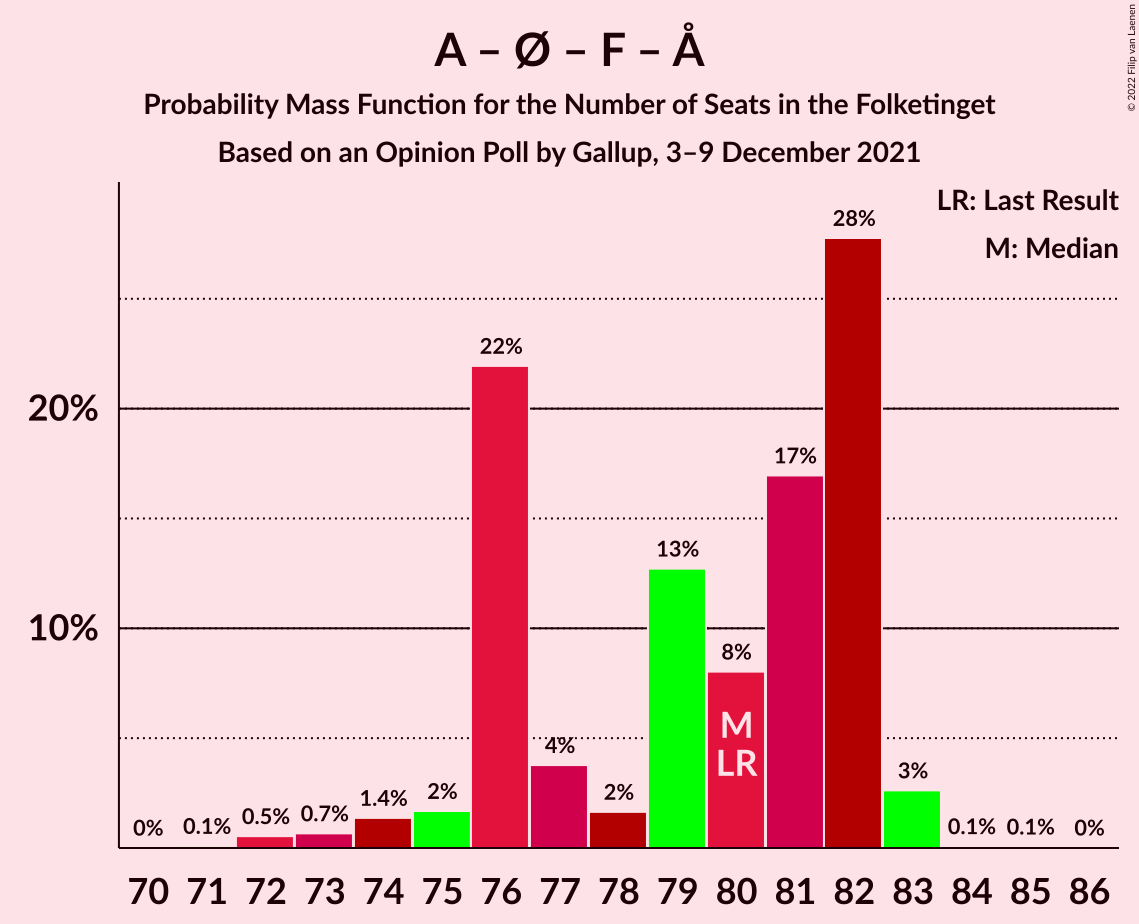 A – Ø – F – Å
Probability Mass Function for the Number of Seats in the Folketinget
Based on an Opinion Poll by Gallup, 3–9 December 2021
© 2022 Filip van Laenen
LR: Last Result
M: Median
20%
10%
0%
0.1%
0.5%
0.7%
1.4%
2%
22%
4%
2%
13%
8%
17%
28%
3%
0.1%
0.1%
0%
M
LR
70 71 72 73 74 75 76 77 78 79 80 81 82 83 84 85 86